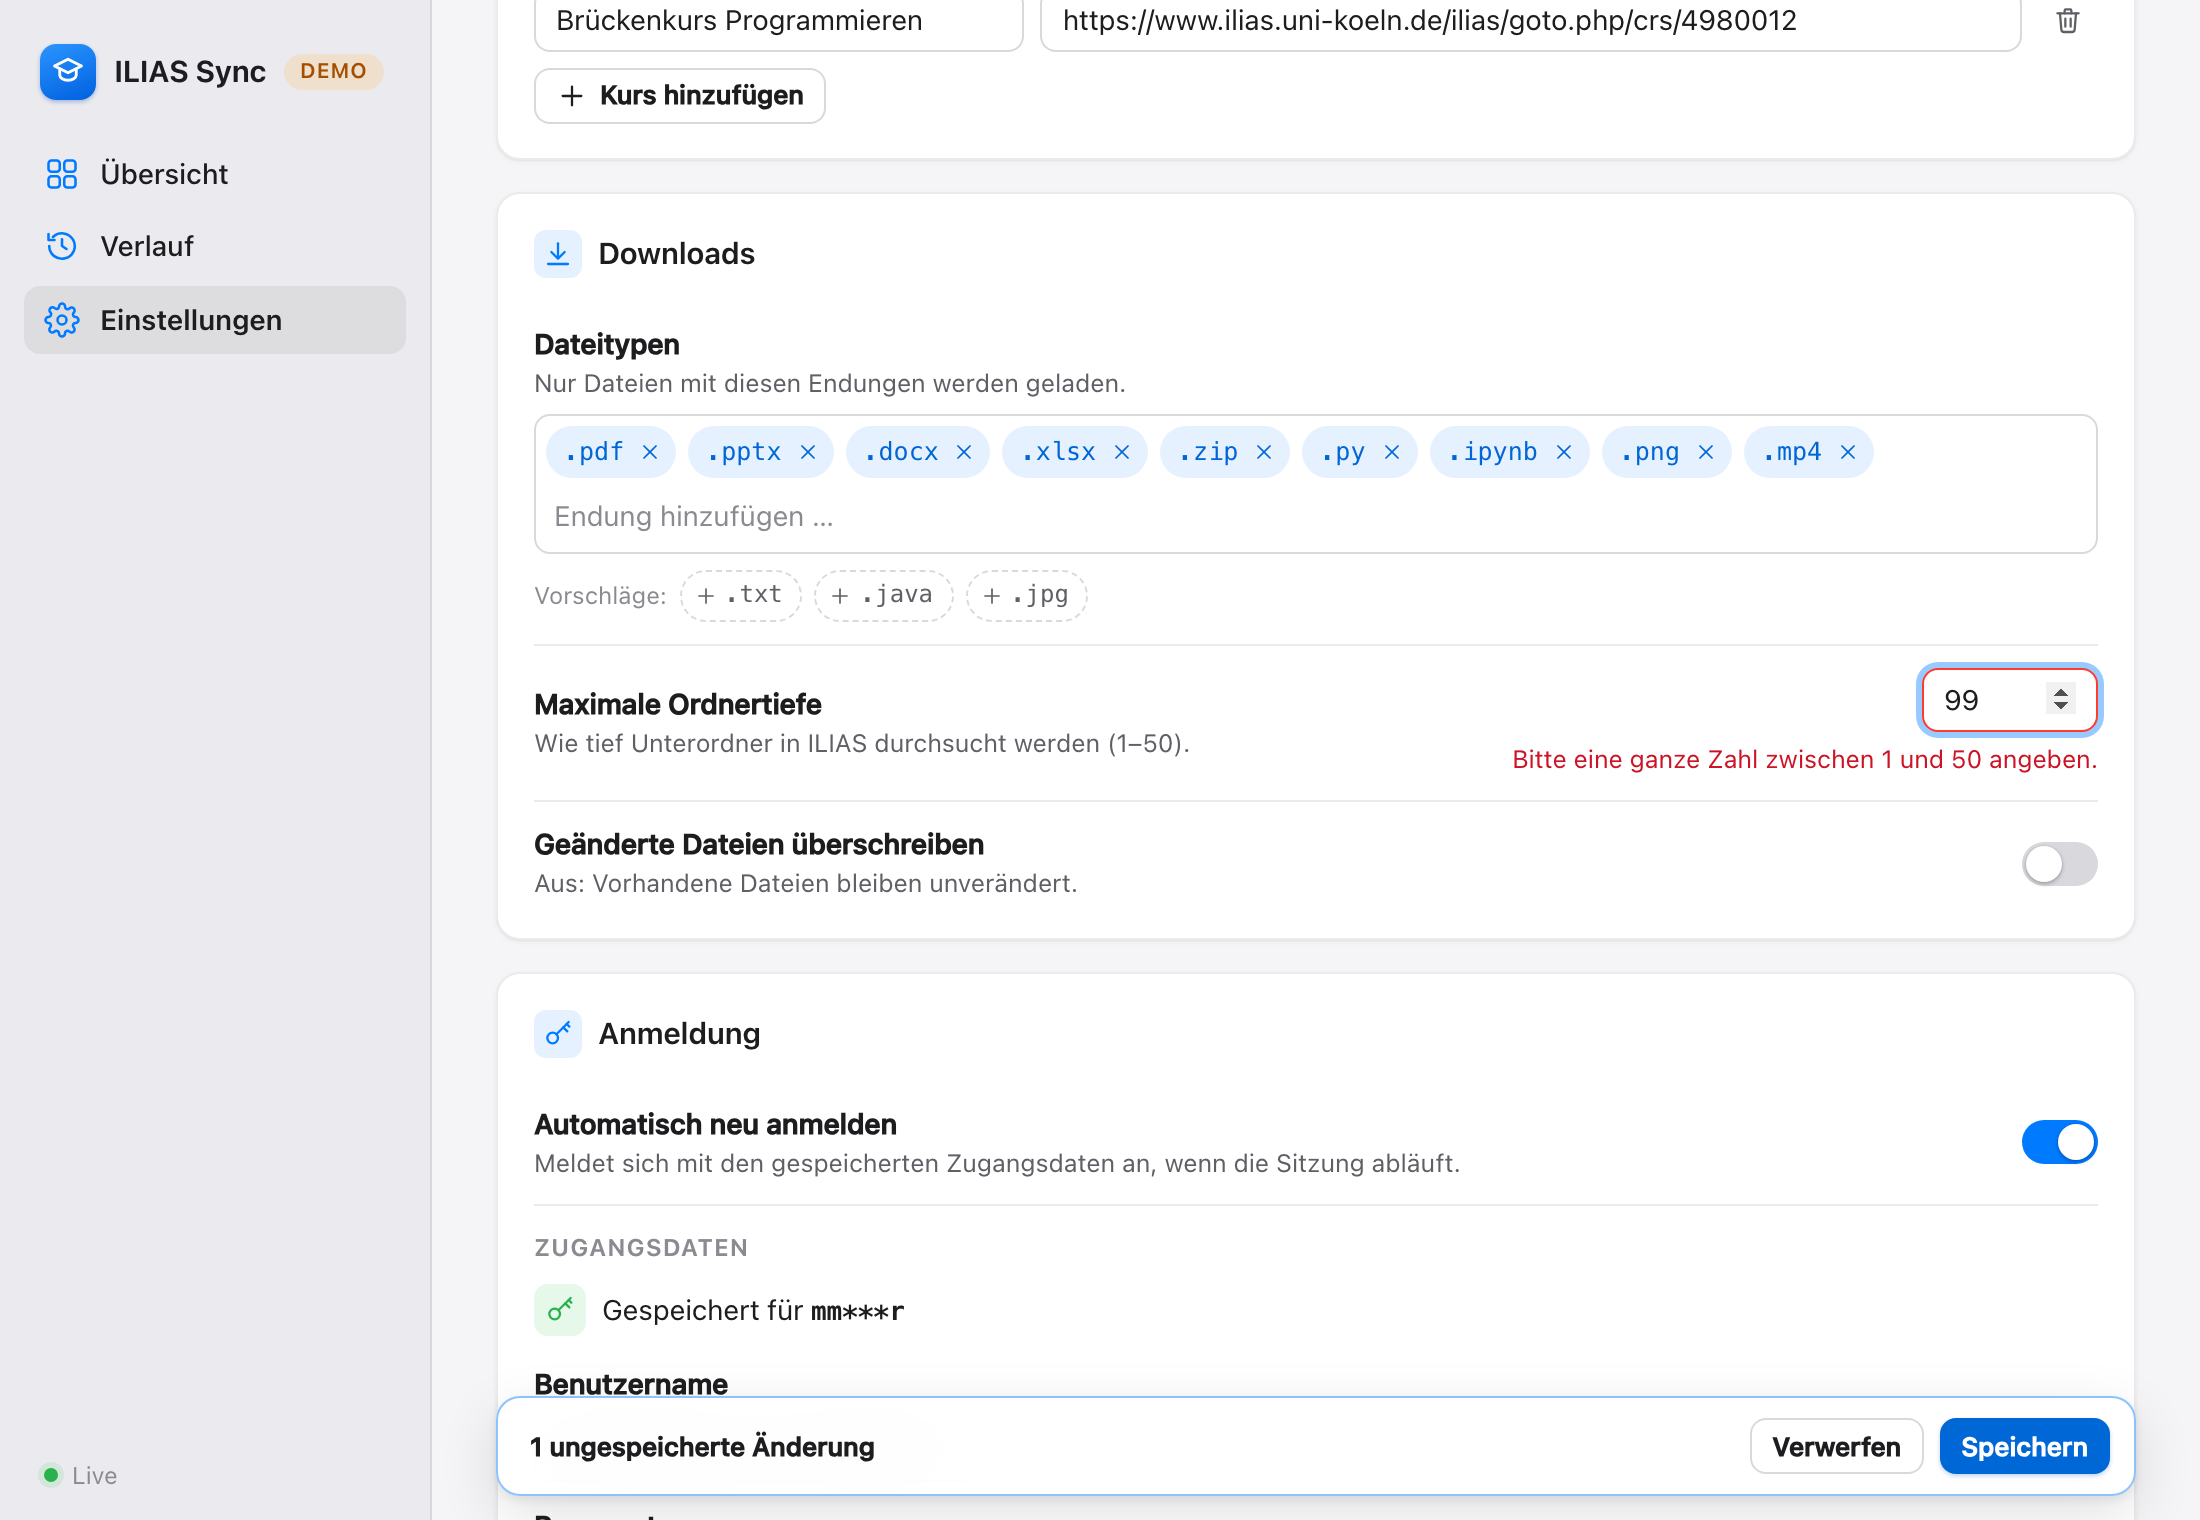 ILIAS Sync DEMO
Übersicht
Verlauf
Einstellungen
Live
Brückenkurs Programmieren
https://www.ilias.uni-koeln.de/ilias/goto.php/crs/4980012
Kurs hinzufügen
Downloads
Dateitypen
Nur Dateien mit diesen Endungen werden geladen.
.pdf × .pptx × .docx × .xlsx × .zip × .py × .ipynb × .png × .mp4 ×
Endung hinzufügen ...
Vorschläge: + .txt + .java + .jpg
Maximale Ordnertiefe
Wie tief Unterordner in ILIAS durchsucht werden (1–50).
99
Bitte eine ganze Zahl zwischen 1 und 50 angeben.
Geänderte Dateien überschreiben
Aus: Vorhandene Dateien bleiben unverändert.
Anmeldung
Automatisch neu anmelden
Meldet sich mit den gespeicherten Zugangsdaten an, wenn die Sitzung abläuft.
ZUGANGSDATEN
Gespeichert für mm***r
Benutzername
1 ungespeicherte Änderung
Verwerfen
Speichern